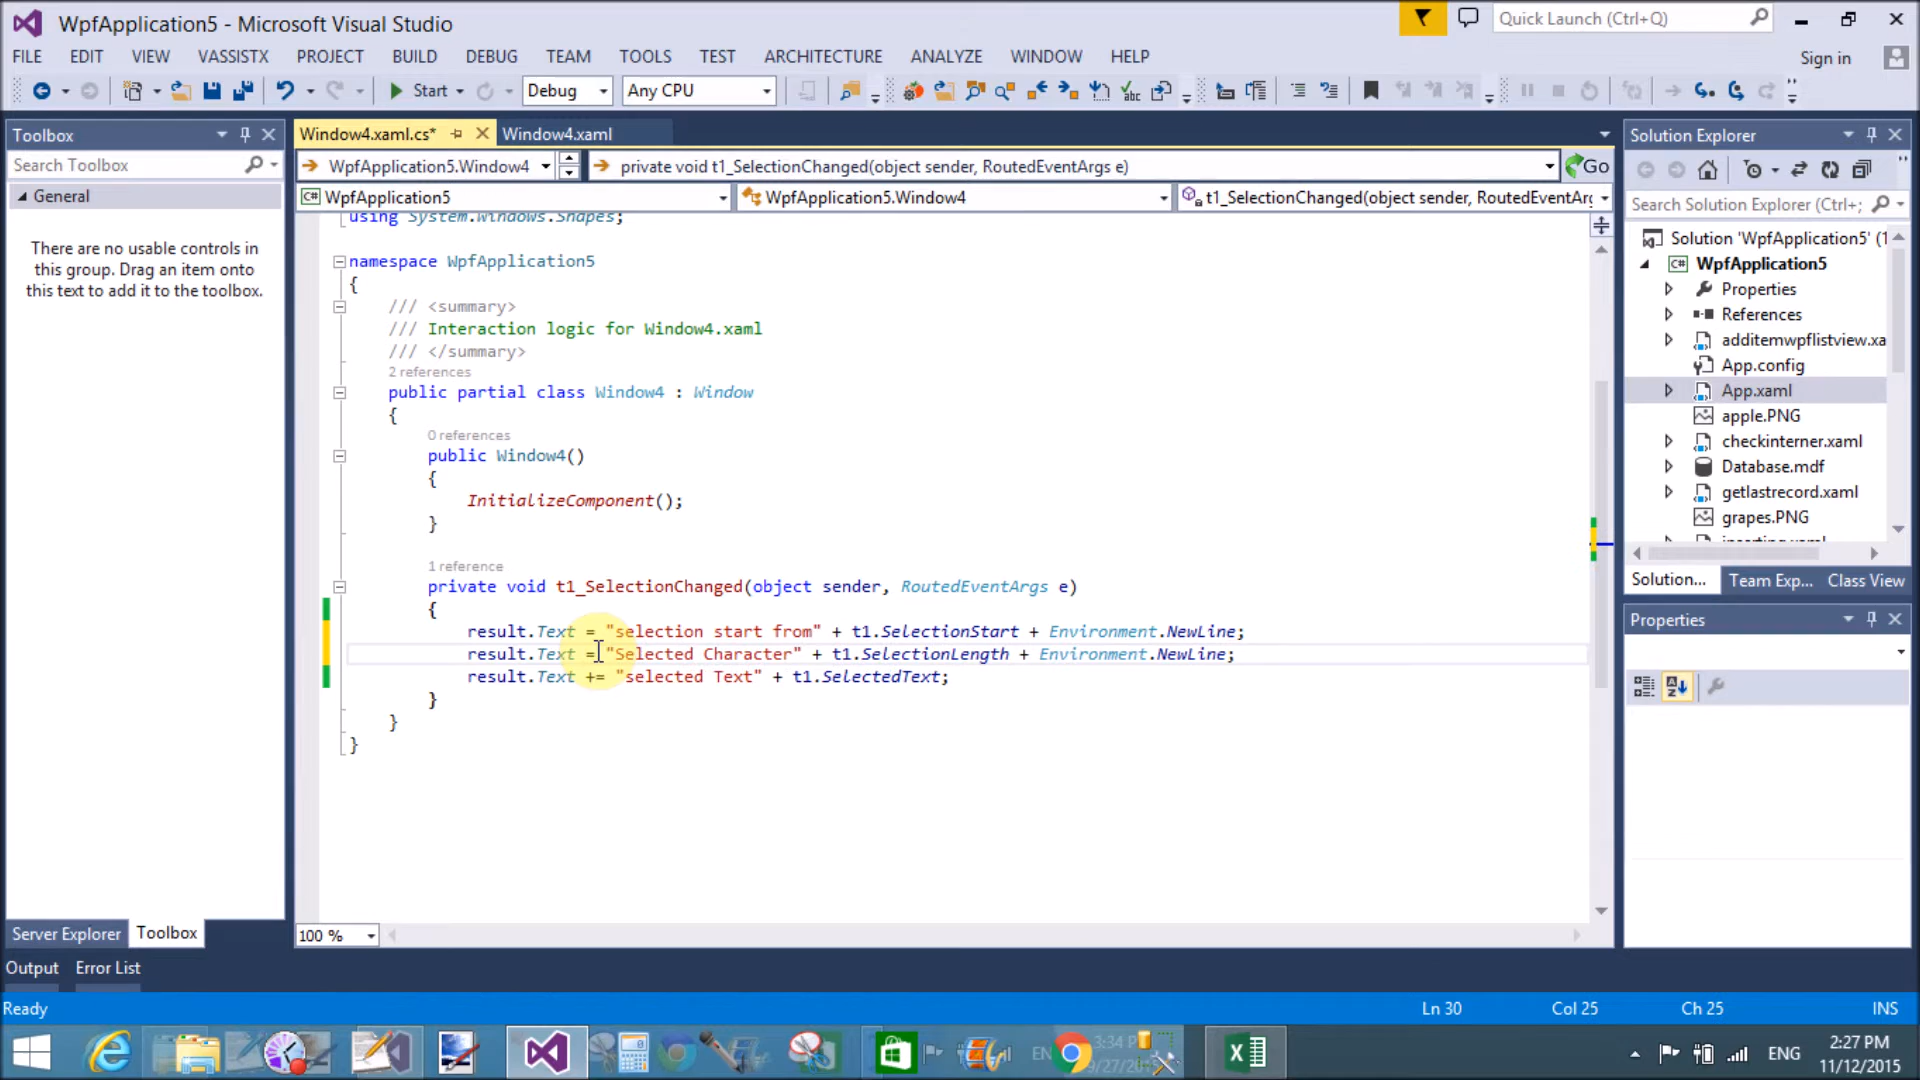 WpfApplication5 - Microsoft Visual Studio
Quick Launch (Ctrl+Q)
FILE EDIT VIEW VASSISTX PROJECT BUILD DEBUG TEAM TOOLS TEST ARCHITECTURE ANALYZE WINDOW HELP
Sign in
Start Debug Any CPU
Toolbox
Search Toolbox
General
There are no usable controls in
this group. Drag an item onto
this text to add it to the toolbox.
Server Explorer Toolbox
Window4.xaml.cs* Window4.xaml
WpfApplication5.Window4 private void t1_SelectionChanged(object sender, RoutedEventArgs e) Go
WpfApplication5 WpfApplication5.Window4 t1_SelectionChanged(object sender, RoutedEventArg
using System.Windows.Shapes;
namespace WpfApplication5
{
/// <summary>
/// Interaction logic for Window4.xaml
/// </summary>
2 references
public partial class Window4 : Window
{
0 references
public Window4()
{
InitializeComponent();
}
1 reference
private void t1_SelectionChanged(object sender, RoutedEventArgs e)
{
result.Text = "selection start from" + t1.SelectionStart + Environment.NewLine;
result.Text = "Selected Character" + t1.SelectionLength + Environment.NewLine;
result.Text += "selected Text" + t1.SelectedText;
}
}
}
100 %
Solution Explorer
Search Solution Explorer (Ctrl+;
Solution 'WpfApplication5' (1
WpfApplication5
Properties
References
additemwpflistview.xa
App.config
App.xaml
apple.PNG
checkinterner.xaml
Database.mdf
getlastrecord.xaml
grapes.PNG
Solution... Team Exp... Class View
Properties
Output Error List
Ready Ln 30 Col 25 Ch 25 INS
ENG
2:27 PM
11/12/2015